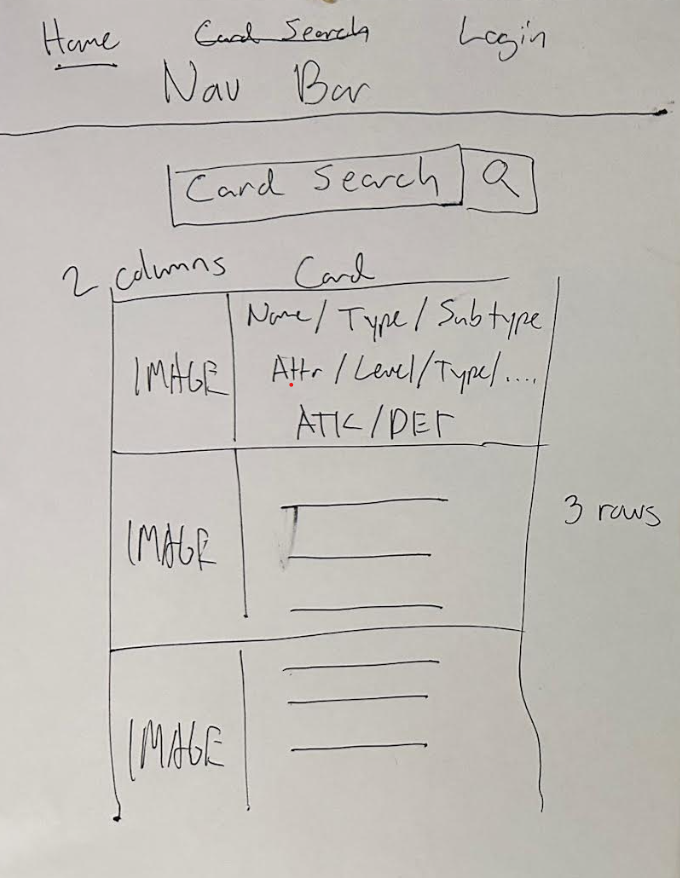 Home Card Search Login
Nav Bar
Card Search
2 columns Card
Name / Type / Subtype
IMAGE Attr / Level / Type / ....
ATK / DEF
IMAGE
3 rows
IMAGE